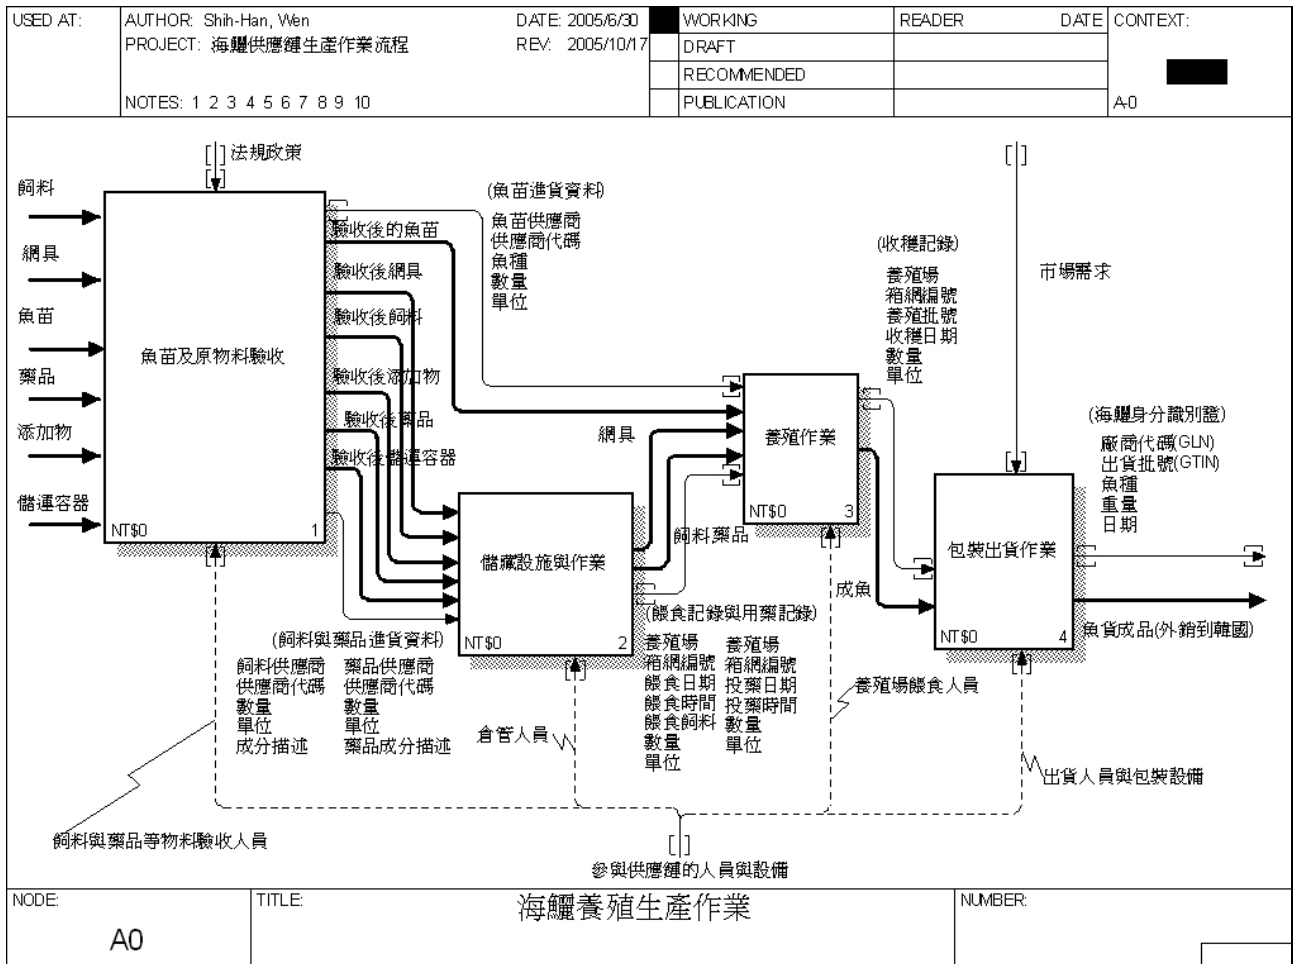 USED AT:
AUTHOR: Shih-Han, Wen
DATE: 2005/6/30
PROJECT: 海鱺供應鏈生產作業流程
REV: 2005/10/17
NOTES: 1 2 3 4 5 6 7 8 9 10
WORKING
DRAFT
RECOMMENDED
PUBLICATION
READER
DATE
CONTEXT:
A-0
法規政策
飼料
網具
魚苗
藥品
添加物
儲運容器
魚苗及原物料驗收
NT$0
1
驗收後的魚苗
驗收後網具
驗收後飼料
驗收後添加物
驗收後藥品
驗收後儲運容器
(魚苗進貨資料)
魚苗供應商
供應商代碼
魚種
數量
單位
(收穫記錄)
養殖場
箱網編號
養殖批號
收穫日期
數量
單位
市場需求
網具
養殖作業
NT$0
3
飼料藥品
儲藏設施與作業
NT$0
2
成魚
(海鱺身分識別證)
廠商代碼(GLN)
出貨批號(GTIN)
魚種
重量
日期
包裝出貨作業
NT$0
4
魚貨成品(外銷到韓國)
(飼料與藥品進貨資料)
飼料供應商
供應商代碼
數量
單位
成分描述
藥品供應商
供應商代碼
數量
單位
藥品成分描述
(餵食記錄與用藥記錄)
養殖場
箱網編號
餵食日期
餵食時間
餵食飼料
數量
單位
養殖場
箱網編號
投藥日期
投藥時間
數量
單位
倉管人員
養殖場餵食人員
出貨人員與包裝設備
飼料與藥品等物料驗收人員
參與供應鏈的人員與設備
NODE:
A0
TITLE:
海鱺養殖生產作業
NUMBER: